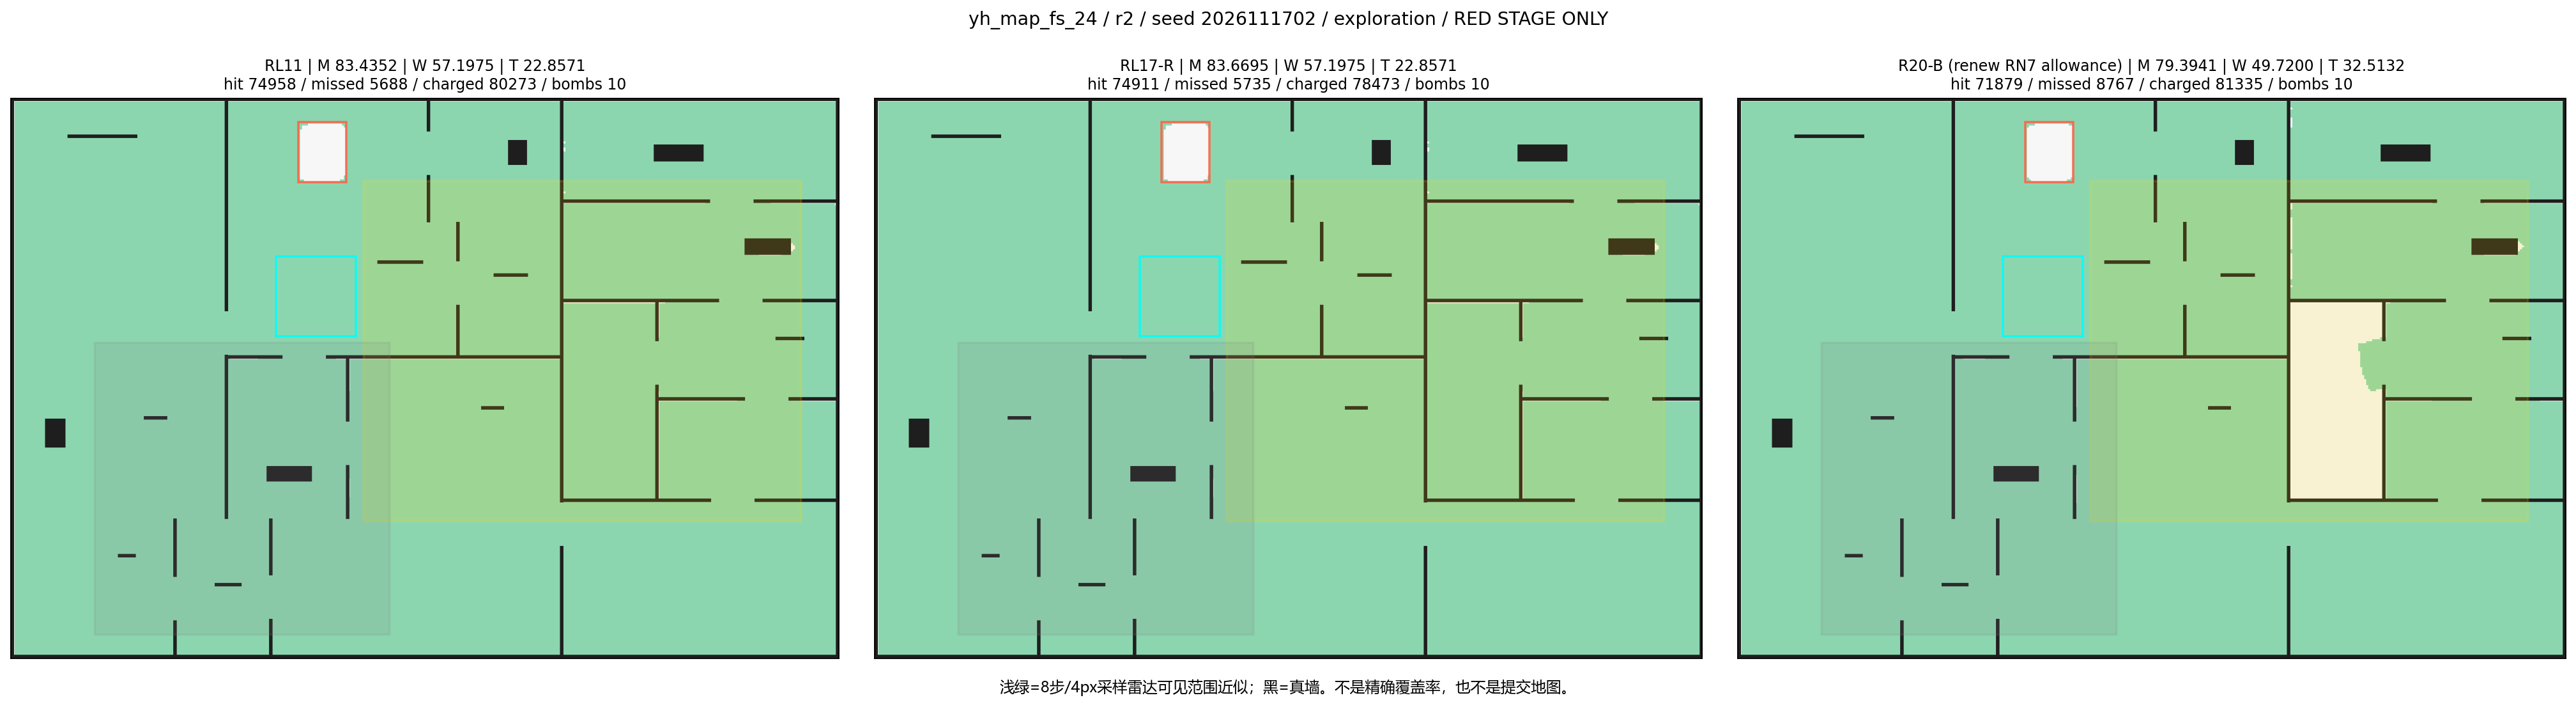 yh_map_fs_24 / r2 / seed 2026111702 / exploration / RED STAGE ONLY
RL11 | M 83.4352 | W 57.1975 | T 22.8571
hit 74958 / missed 5688 / charged 80273 / bombs 10
RL17-R | M 83.6695 | W 57.1975 | T 22.8571
hit 74911 / missed 5735 / charged 78473 / bombs 10
R20-B (renew RN7 allowance) | M 79.3941 | W 49.7200 | T 32.5132
hit 71879 / missed 8767 / charged 81335 / bombs 10
浅绿=8步/4px采样雷达可见范围近似；黑=真墙。不是精确覆盖率，也不是提交地图。